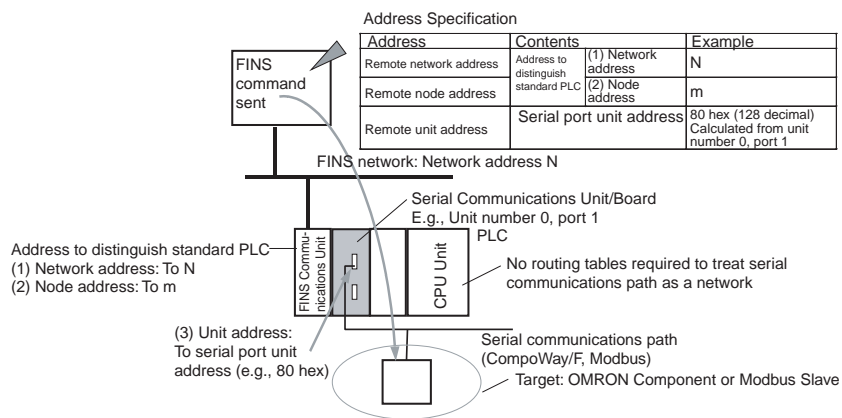 Address Specification
Address Contents Example
Remote network address
Address to
distinguish
standard PLC
(1) Network
address
N
Remote node address
(2) Node
address
m
Remote unit address
Serial port unit address
80 hex (128 decimal)
Calculated from unit
number 0, port 1
FINS
command
sent
FINS network: Network address N
Serial Communications Unit/Board
E.g., Unit number 0, port 1
PLC
Address to distinguish standard PLC
(1) Network address: To N
(2) Node address: To m
FINS Commu-
nications Unit
CPU Unit
No routing tables required to treat serial
communications path as a network
(3) Unit address:
To serial port unit
address (e.g., 80 hex)
Serial communications path
(CompoWay/F, Modbus)
Target: OMRON Component or Modbus Slave